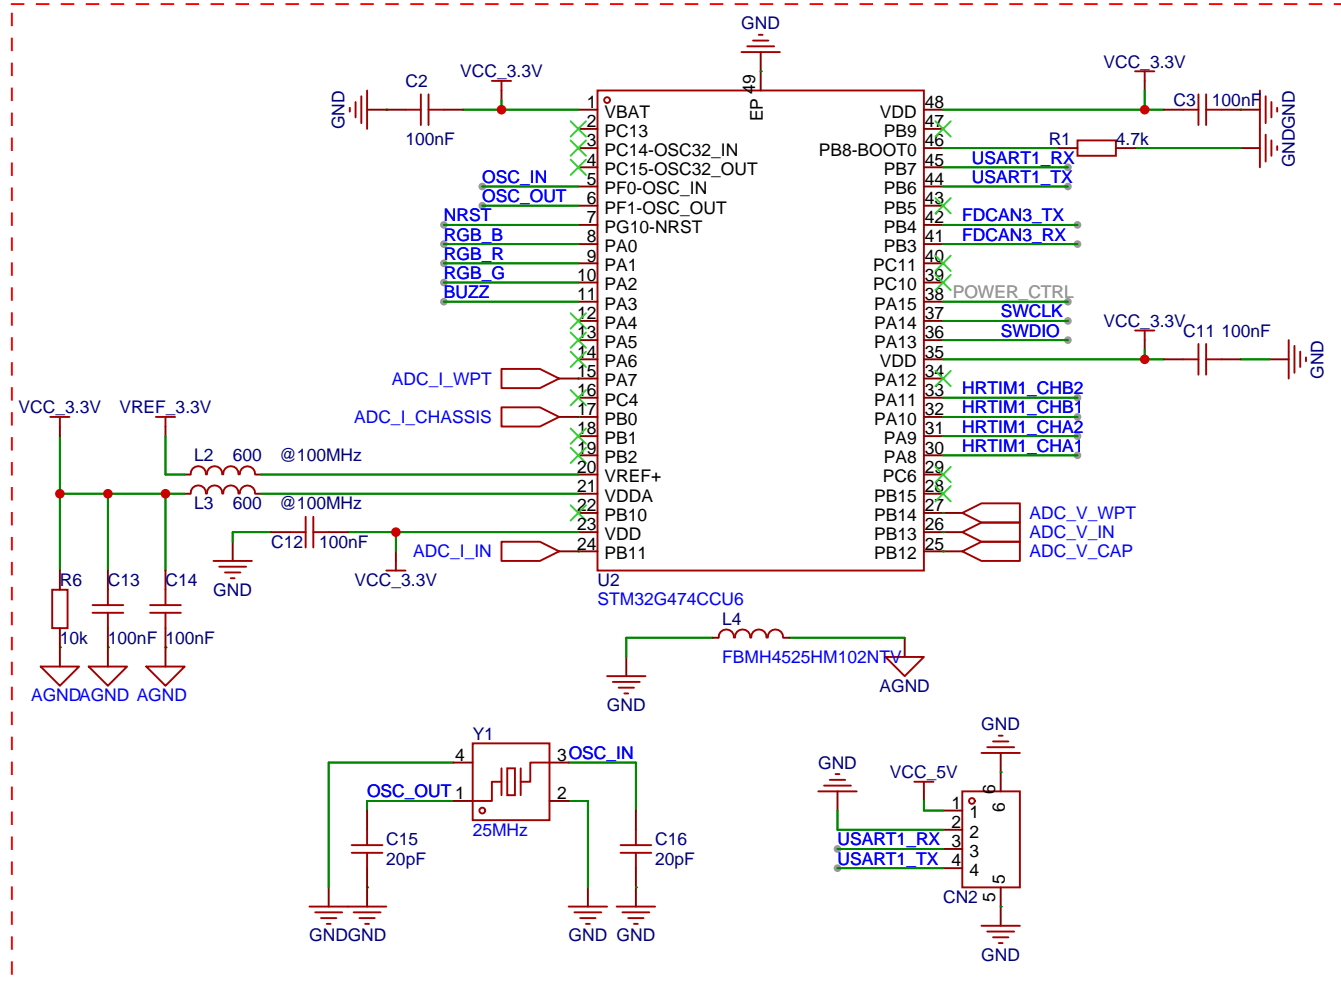 GND
EP 49
VCC_3.3V
C2
GND
100nF
VCC_3.3V
C3 100nF
GND
R1 4.7k
GND
1 VBAT
2 PC13
3 PC14-OSC32_IN
4 PC15-OSC32_OUT
OSC_IN 5 PF0-OSC_IN
OSC_OUT 6 PF1-OSC_OUT
NRST 7 PG10-NRST
RGB_B 8 PA0
RGB_R 9 PA1
RGB_G 10 PA2
BUZZ 11 PA3
12 PA4
13 PA5
14 PA6
ADC_I_WPT 15 PA7
16 PC4
ADC_I_CHASSIS 17 PB0
18 PB1
19 PB2
20 VREF+
21 VDDA
22 PB10
23 VDD
ADC_I_IN 24 PB11
VDD 48
PB9 47
PB8-BOOT0 46
PB7 45 USART1_RX
PB6 44 USART1_TX
PB5 43
PB4 42 FDCAN3_TX
PB3 41 FDCAN3_RX
PC11 40
PC10 39
PA15 38 POWER_CTRL
PA14 37 SWCLK
PA13 36 SWDIO
VDD 35
PA12 34
PA11 33 HRTIM1_CHB2
PA10 32 HRTIM1_CHB1
PA9 31 HRTIM1_CHA2
PA8 30 HRTIM1_CHA1
PC6 29
PB15 28
PB14 27 ADC_V_WPT
PB13 26 ADC_V_IN
PB12 25 ADC_V_CAP
VCC_3.3V
C11 100nF
GND
U2
STM32G474CCU6
VCC_3.3V
VREF_3.3V
L2 600 @100MHz
L3 600 @100MHz
C12 100nF
GND
VCC_3.3V
R6
10k
C13
100nF
C14
100nF
AGND
AGND
AGND
L4
FBMH4525HM102NTV
GND
AGND
Y1
4
3 OSC_IN
OSC_OUT 1
2
25MHz
C15
20pF
C16
20pF
GND
GND
GND
GND
GND
GND
VCC_5V
6
6
1 1
2 2
USART1_RX 3 3
USART1_TX 4 4
5
5
CN2
GND